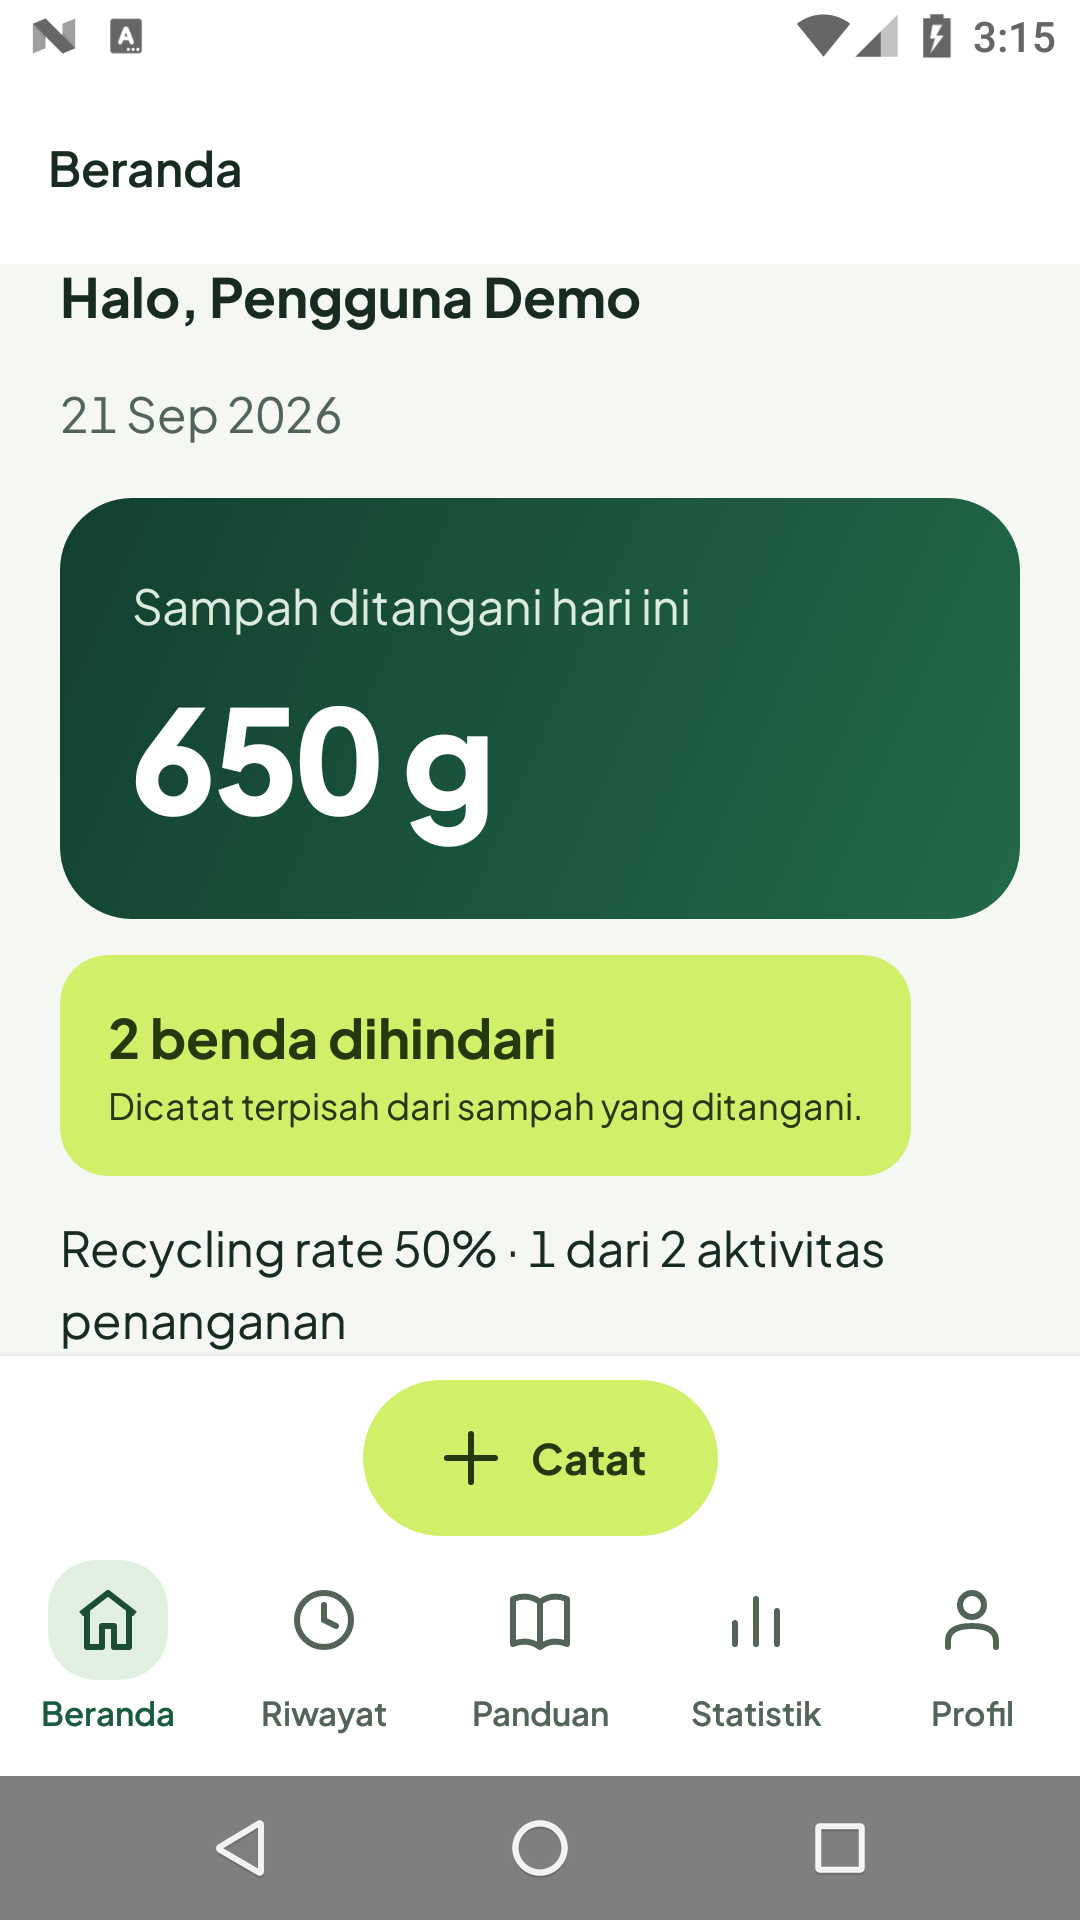 3:15
Beranda
Halo, Pengguna Demo
21 Sep 2026
Sampah ditangani hari ini
650 g
2 benda dihindari
Dicatat terpisah dari sampah yang ditangani.
Recycling rate 50% · 1 dari 2 aktivitas
penanganan
Catat
Beranda Riwayat Panduan Statistik Profil